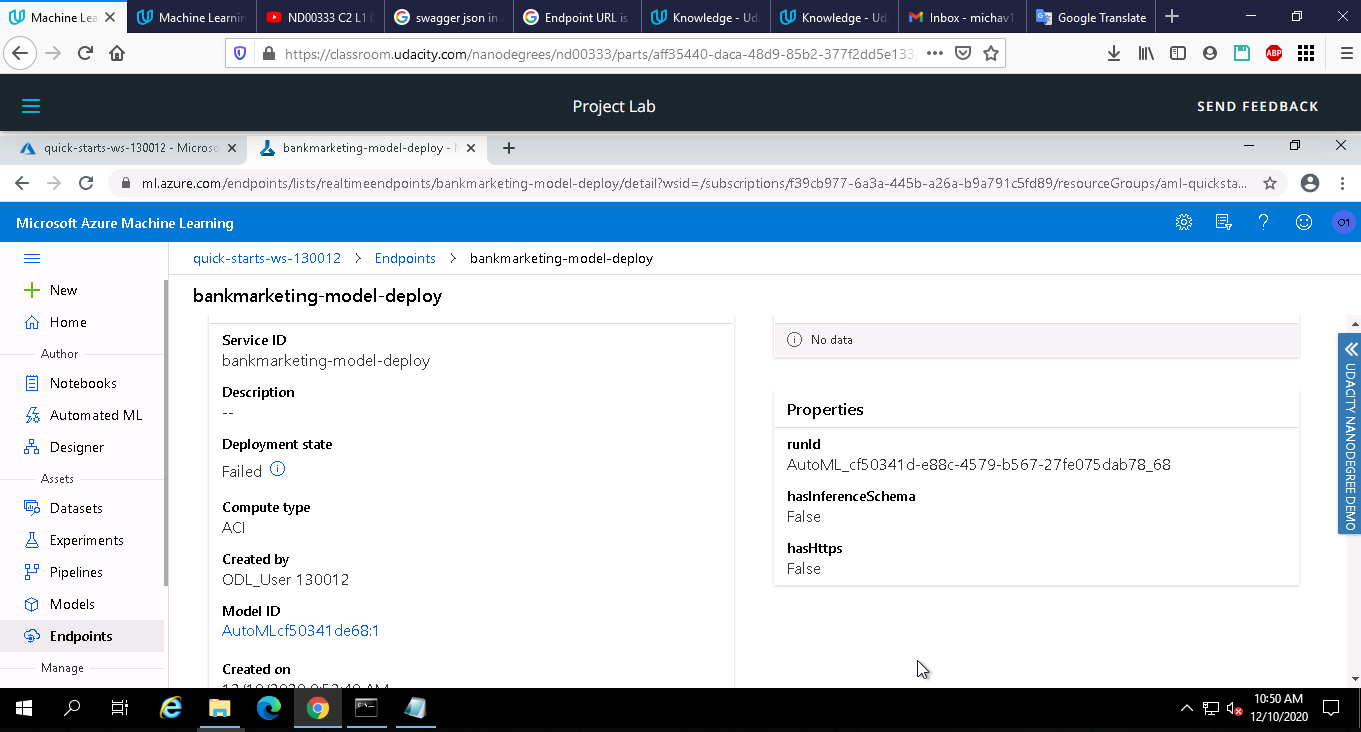 Machine Lea
Machine Learnin
ND00333 C2 L1
swagger json in
Endpoint URL is
Knowledge - Uda
Knowledge - Ud
Inbox - michav1
Google Translate
https://classroom.udacity.com/nanodegrees/nd00333/parts/aff35440-daca-48d9-85b2-377f2dd5e133
ABP
Project Lab
SEND FEEDBACK
quick-starts-ws-130012 - Microso
bankmarketing-model-deploy -
ml.azure.com/endpoints/lists/realtimeendpoints/bankmarketing-model-deploy/detail?wsid=/subscriptions/f39cb977-6a3a-445b-a26a-b9a791c5fd89/resourceGroups/aml-quicksta...
Microsoft Azure Machine Learning
O1
quick-starts-ws-130012 > Endpoints > bankmarketing-model-deploy
New
Home
Author
Notebooks
Automated ML
Designer
Assets
Datasets
Experiments
Pipelines
Models
Endpoints
Manage
bankmarketing-model-deploy
Service ID
bankmarketing-model-deploy
Description
--
Deployment state
Failed
Compute type
ACI
Created by
ODL_User 130012
Model ID
AutoMLcf50341de68:1
Created on
No data
Properties
runId
AutoML_cf50341d-e88c-4579-b567-27fe075dab78_68
hasInferenceSchema
False
hasHttps
False
UDACITY NANODEGREE DEMO
10:50 AM
12/10/2020